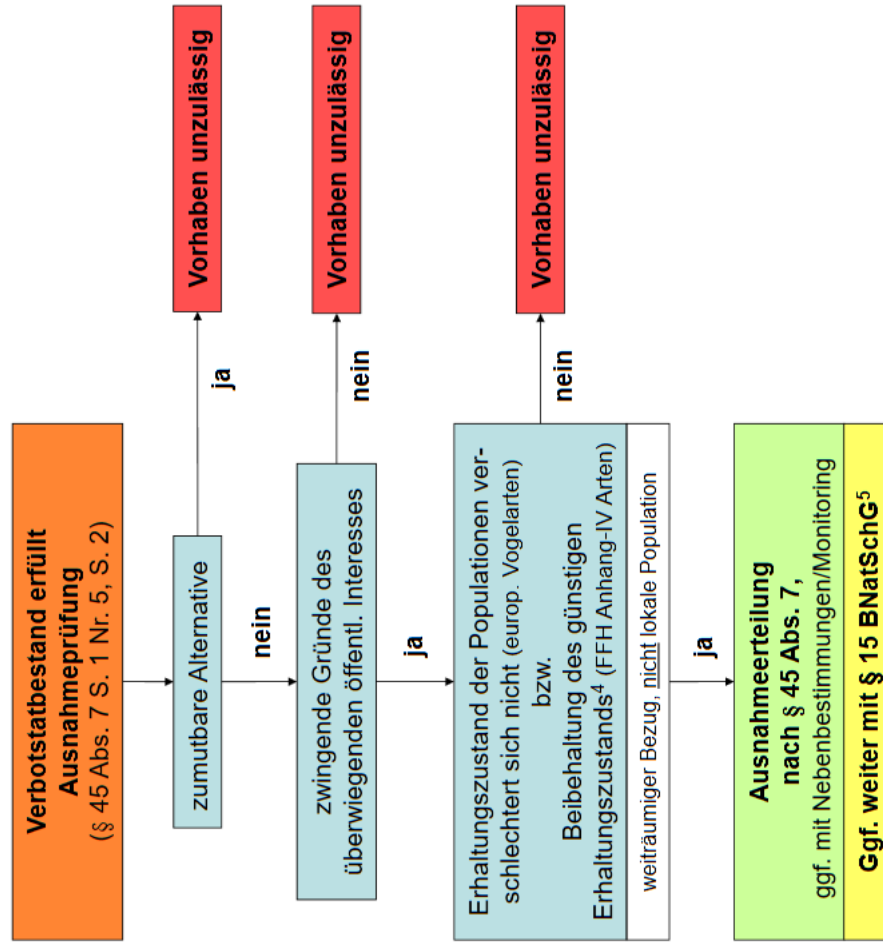 Verbotstatbestand erfüllt
Ausnahmeprüfung
(§ 45 Abs. 7 S. 1 Nr. 5, S. 2)
zumutbare Alternative
ja
Vorhaben unzulässig
nein
zwingende Gründe des
überwiegenden öffentl. Interesses
nein
Vorhaben unzulässig
ja
Erhaltungszustand der Populationen ver-
schlechtert sich nicht (europ. Vogelarten)
bzw.
Beibehaltung des günstigen
Erhaltungszustands⁴ (FFH Anhang-IV Arten)
weiträumiger Bezug, nicht lokale Population
nein
Vorhaben unzulässig
ja
Ausnahmeerteilung
nach § 45 Abs. 7,
ggf. mit Nebenbestimmungen/Monitoring
Ggf. weiter mit § 15 BNatSchG⁵